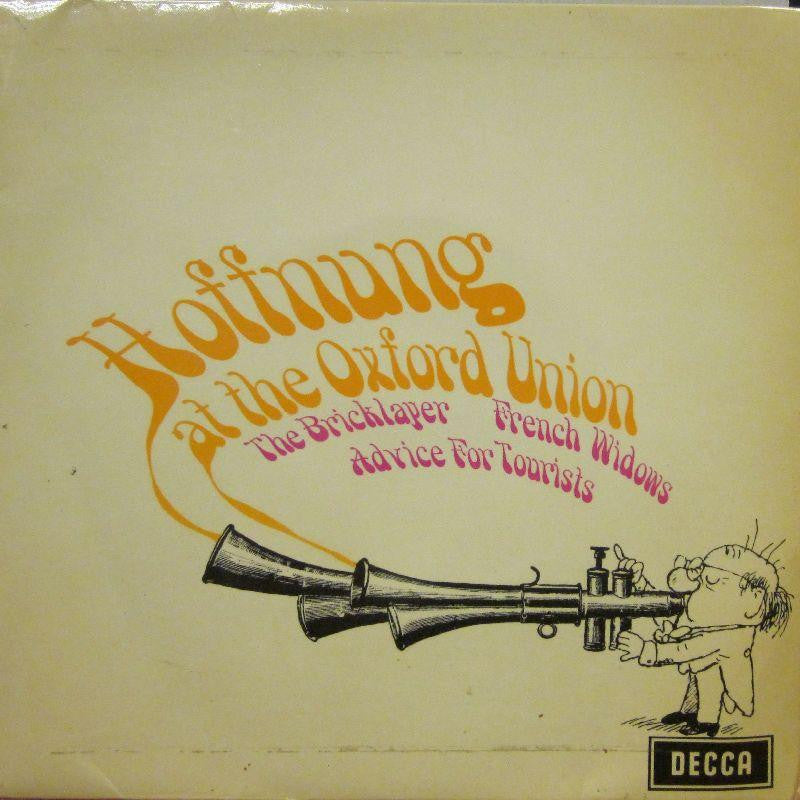 Hoffnung
at the Oxford Union
The Bricklayer French Widows
Advice For Tourists
DECCA